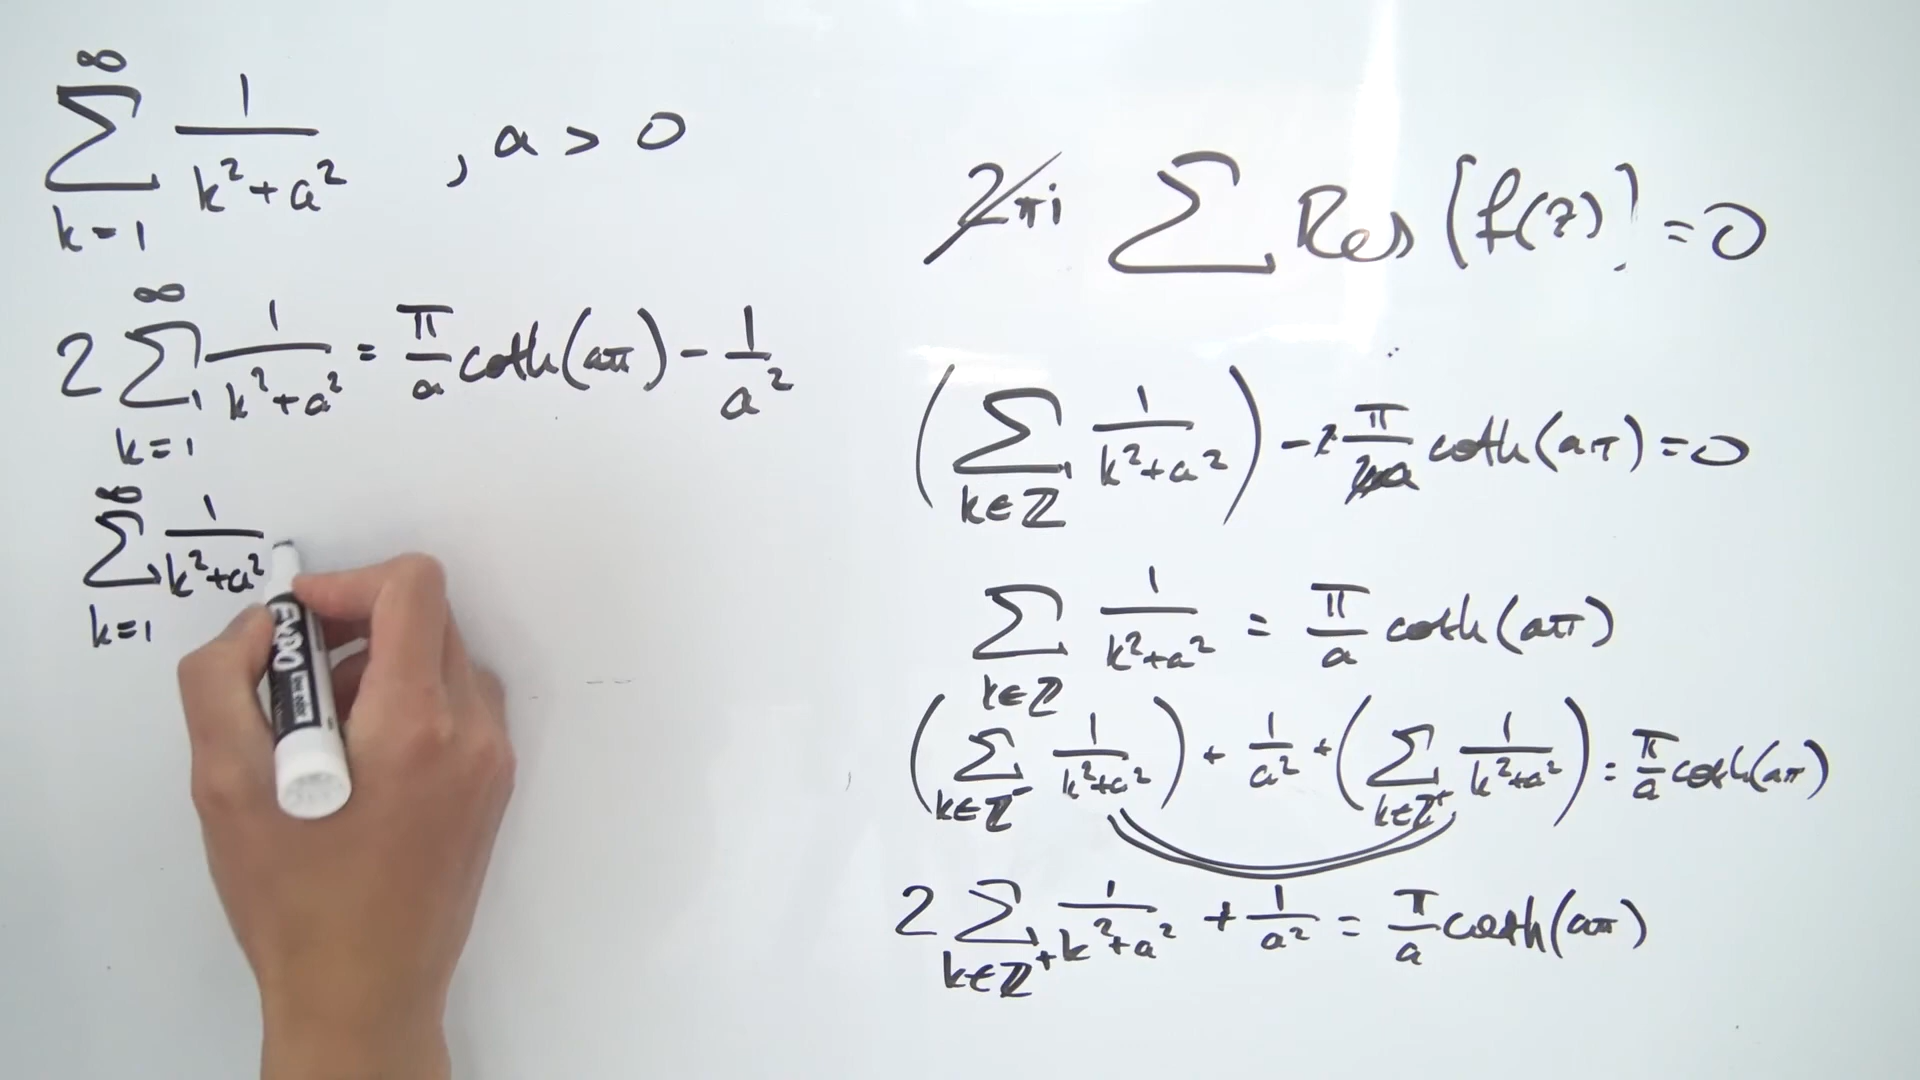 ∞
∑ 1/(k²+a²) , a > 0
k=1
∞
2 ∑ 1/(k²+a²) = π/a coth(aπ) - 1/a²
k=1
∞
∑ 1/(k²+a²)
k=1
EXPO
2πi ∑ Res(f(z)) = 0
(∑ 1/(k²+a²)) - 2 π/2a coth(aπ) = 0
k∈ℤ
∑ 1/(k²+a²) = π/a coth(aπ)
k∈ℤ
(∑ 1/(k²+a²)) + 1/a² + (∑ 1/(k²+a²)) = π/a coth(aπ)
k∈ℤ⁻ k∈ℤ⁺
2 ∑ 1/(k²+a²) + 1/a² = π/a coth(aπ)
k∈ℤ⁺